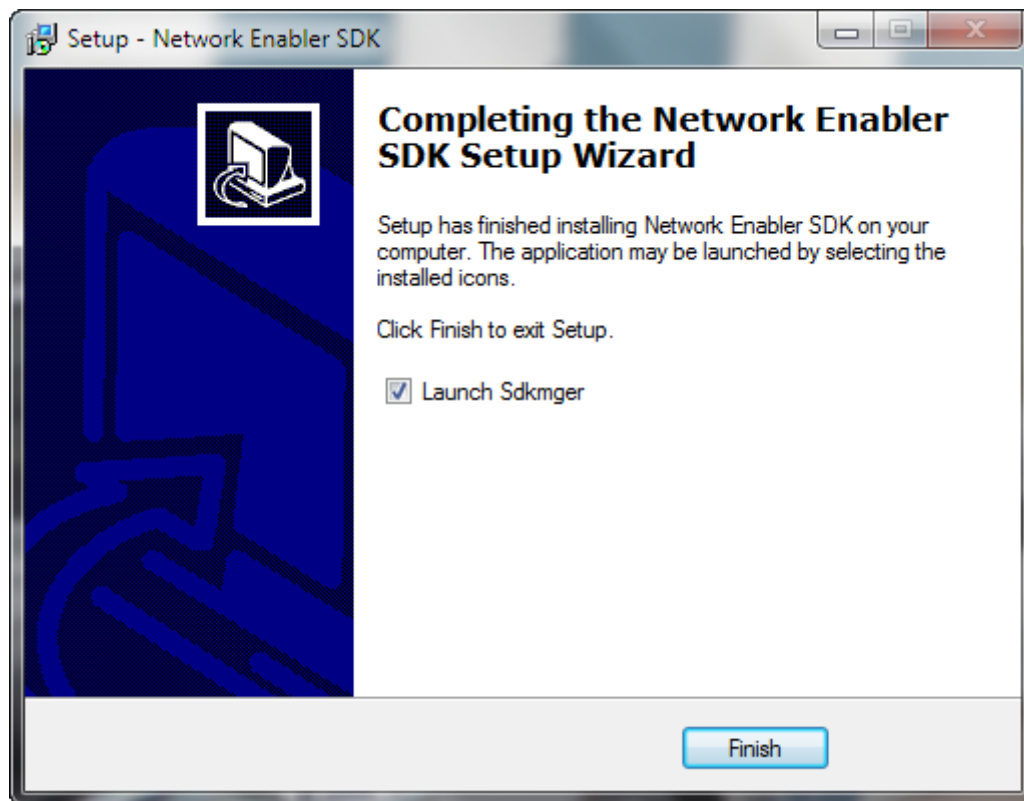 Setup - Network Enabler SDK
Completing the Network Enabler
SDK Setup Wizard
Setup has finished installing Network Enabler SDK on your
computer. The application may be launched by selecting the
installed icons.
Click Finish to exit Setup.
Launch Sdkmger
Finish